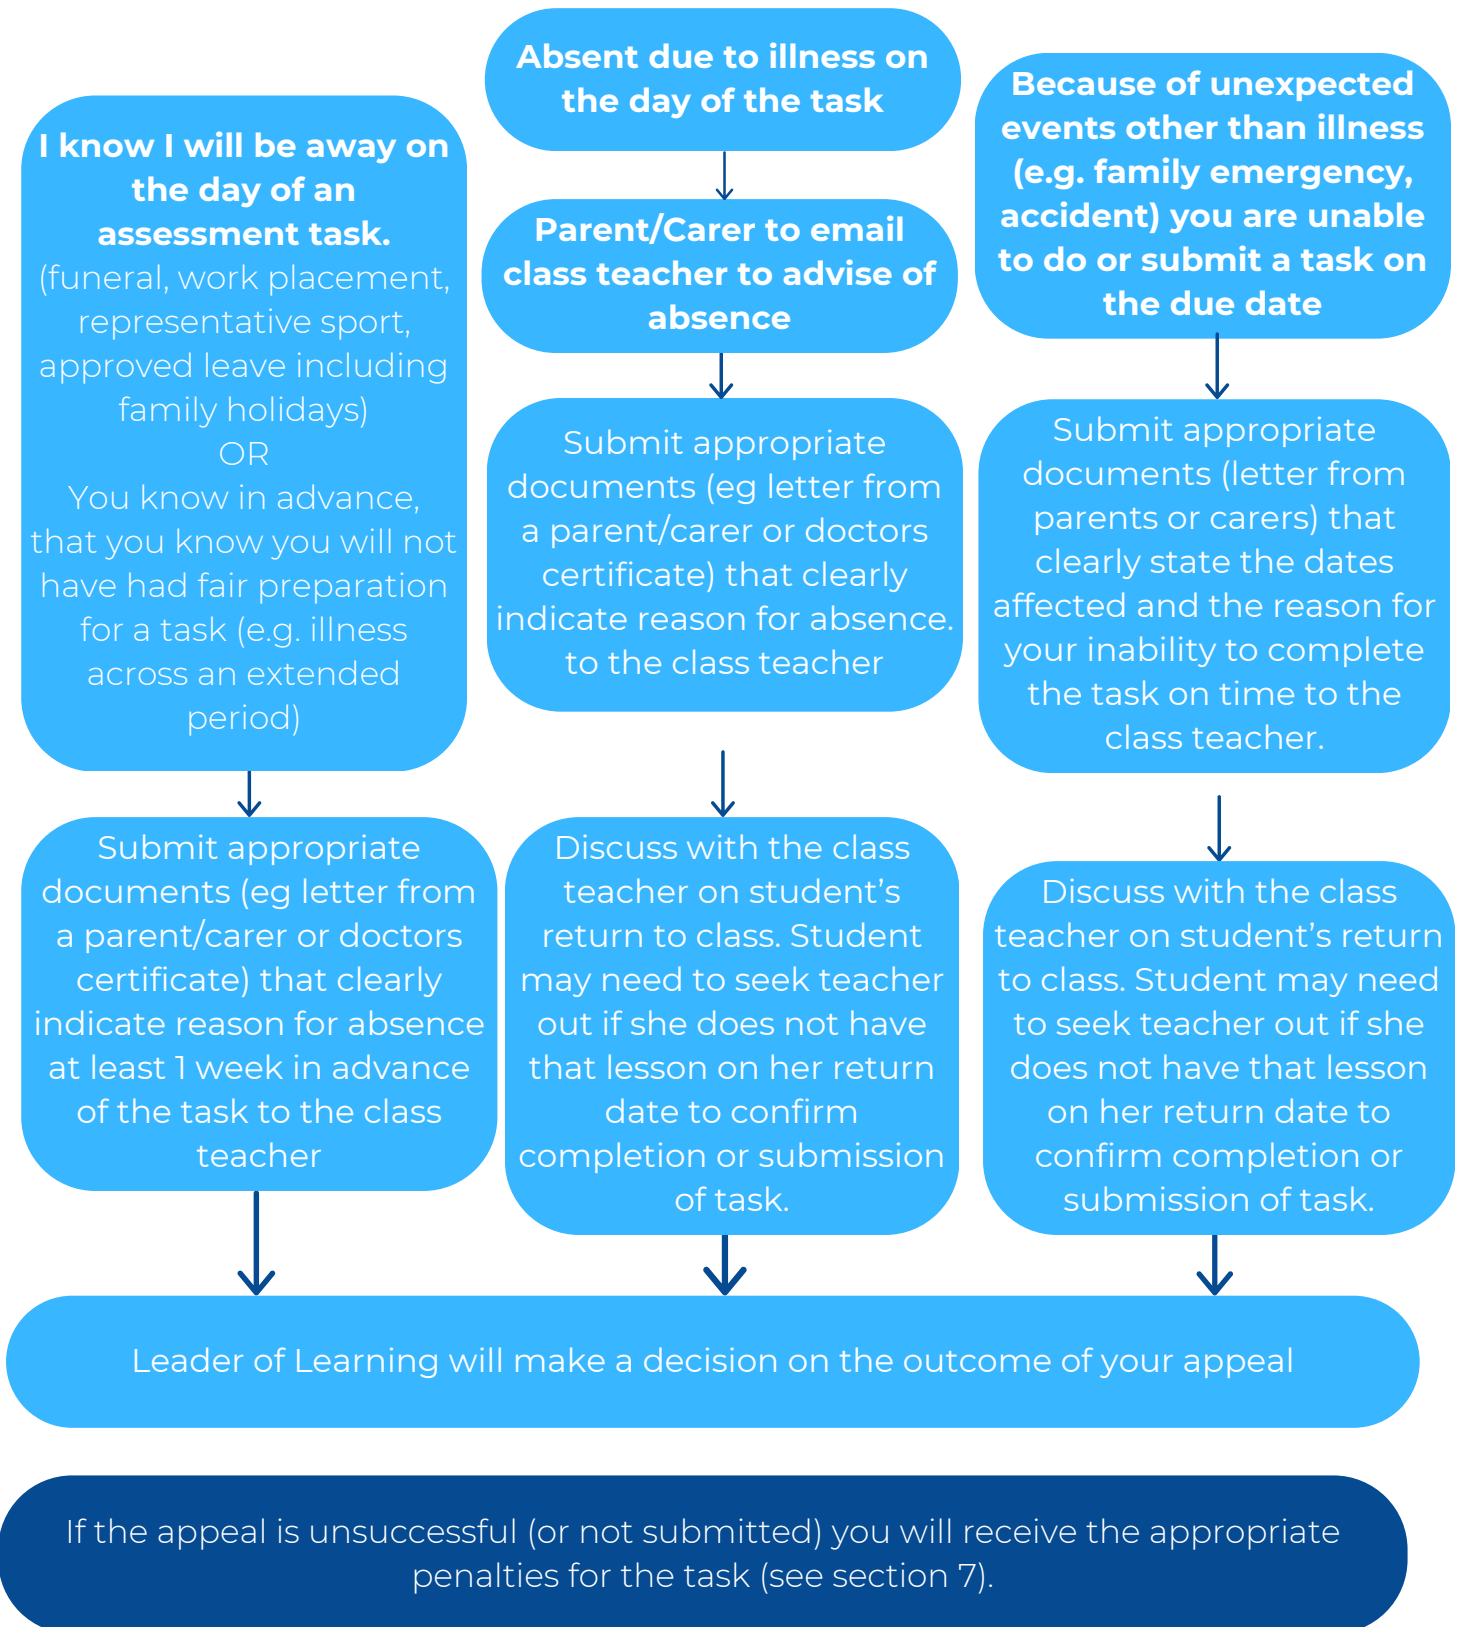 I know I will be away on
the day of an
assessment task.
(funeral, work placement,
representative sport,
approved leave including
family holidays)
OR
You know in advance,
that you know you will not
have had fair preparation
for a task (e.g. illness
across an extended
period)
Submit appropriate
documents (eg letter from
a parent/carer or doctors
certificate) that clearly
indicate reason for absence
at least 1 week in advance
of the task to the class
teacher
Absent due to illness on
the day of the task
Parent/Carer to email
class teacher to advise of
absence
Submit appropriate
documents (eg letter from
a parent/carer or doctors
certificate) that clearly
indicate reason for absence.
to the class teacher
Discuss with the class
teacher on student’s
return to class. Student
may need to seek teacher
out if she does not have
that lesson on her return
date to confirm
completion or submission
of task.
Because of unexpected
events other than illness
(e.g. family emergency,
accident) you are unable
to do or submit a task on
the due date
Submit appropriate
documents (letter from
parents or carers) that
clearly state the dates
affected and the reason for
your inability to complete
the task on time to the
class teacher.
Discuss with the class
teacher on student’s return
to class. Student may need
to seek teacher out if she
does not have that lesson
on her return date to
confirm completion or
submission of task.
Leader of Learning will make a decision on the outcome of your appeal
If the appeal is unsuccessful (or not submitted) you will receive the appropriate
penalties for the task (see section 7).